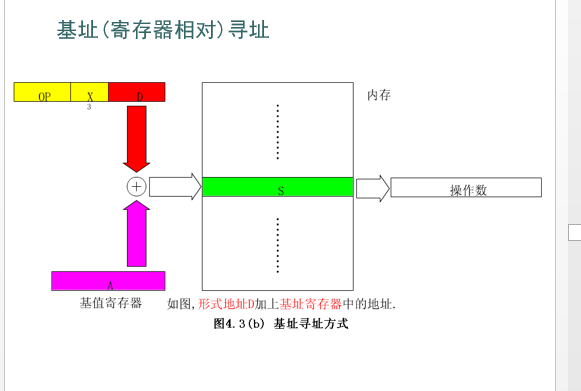 基址(寄存器相对)寻址
OP X D
3
内存
S
操作数
A
基值寄存器
如图,形式地址D加上基址寄存器中的地址.
图4.3(b) 基址寻址方式